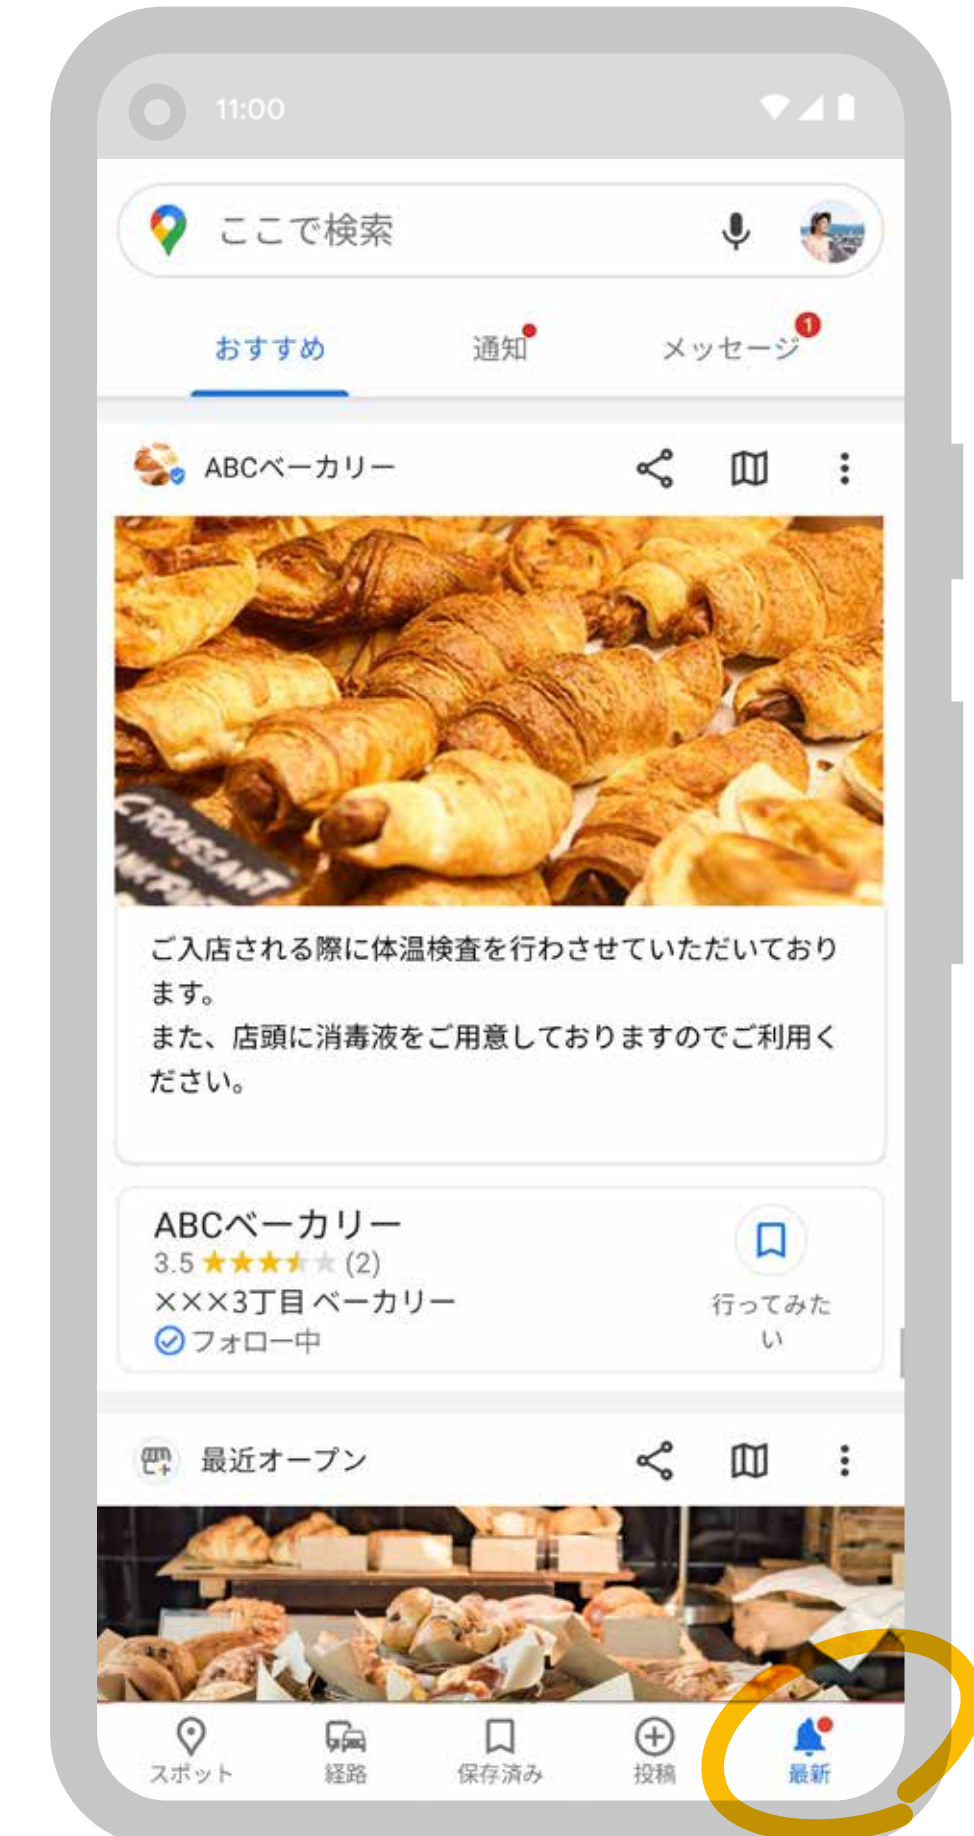 11:00
ここで検索
おすすめ
通知
メッセージ
1
ABCベーカリー
CROISSANT
ご入店される際に体温検査を行わさせていただいており
ます。
また、店頭に消毒液をご用意しておりますのでご利用く
ださい。
ABCベーカリー
3.5 ★★★★★ (2)
×××3丁目 ベーカリー
フォロー中
行ってみた
い
最近オープン
スポット
経路
保存済み
投稿
最新